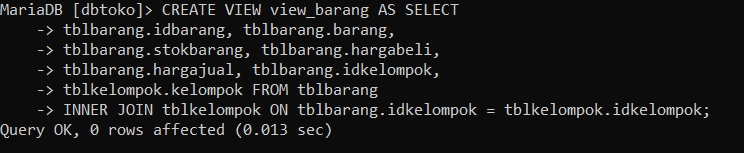 MariaDB [dbtoko]> CREATE VIEW view_barang AS SELECT
    -> tblbarang.idbarang, tblbarang.barang,
    -> tblbarang.stokbarang, tblbarang.hargabeli,
    -> tblbarang.hargajual, tblbarang.idkelompok,
    -> tblkelompok.kelompok FROM tblbarang
    -> INNER JOIN tblkelompok ON tblbarang.idkelompok = tblkelompok.idkelompok;
Query OK, 0 rows affected (0.013 sec)